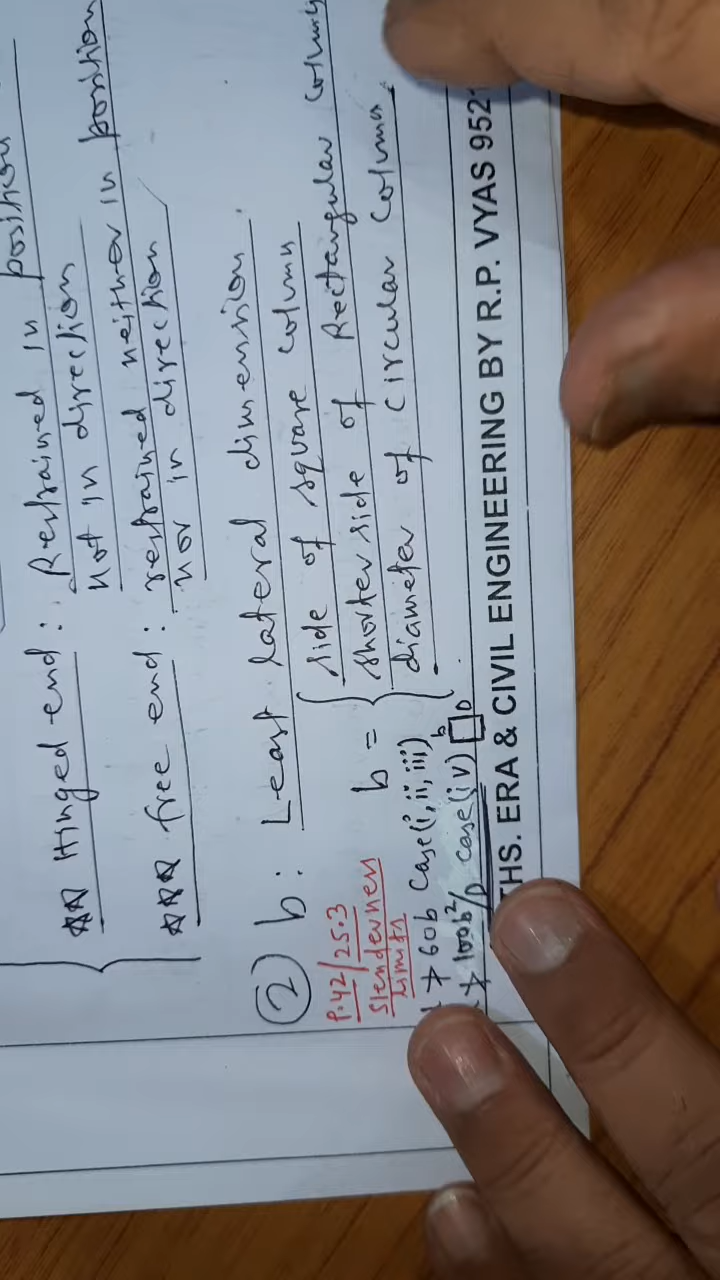 ☆☆ Hinged end : Restrained in position
not in direction
☆☆☆ free end : restrained neither in position
nor in direction
② b : Least lateral dimension.
b = { side of square column
shorter side of Rectangular column
diameter of circular column.
P.42/25.3
Slenderness
Limits
≯ 60b Case(i, ii, iii)
≯ 100b²/D case(iv) b D
THS. ERA & CIVIL ENGINEERING BY R.P. VYAS 952